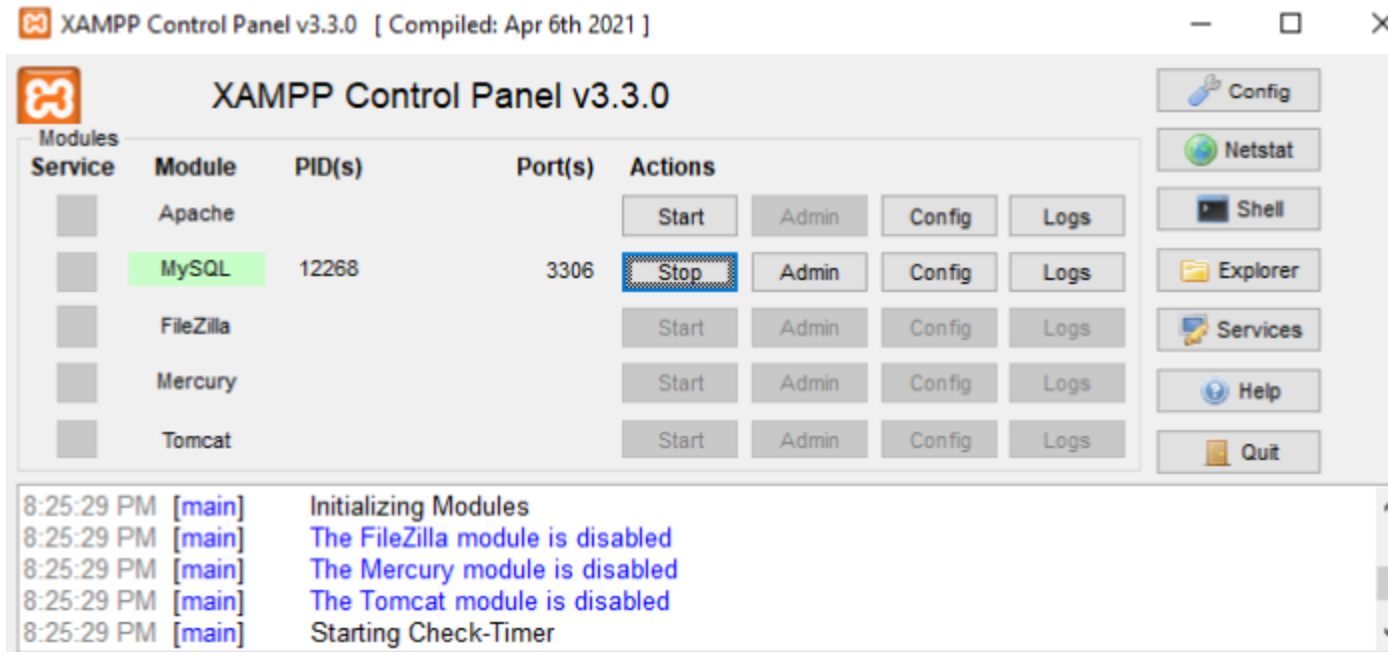 XAMPP Control Panel v3.3.0 [ Compiled: Apr 6th 2021 ]
XAMPP Control Panel v3.3.0
Config
Modules
Netstat
Service Module PID(s) Port(s) Actions
Apache Start Admin Config Logs
Shell
MySQL 12268 3306 Stop Admin Config Logs
Explorer
FileZilla Start Admin Config Logs
Services
Mercury Start Admin Config Logs
Help
Tomcat Start Admin Config Logs
Quit
8:25:29 PM [main] Initializing Modules
8:25:29 PM [main] The FileZilla module is disabled
8:25:29 PM [main] The Mercury module is disabled
8:25:29 PM [main] The Tomcat module is disabled
8:25:29 PM [main] Starting Check-Timer